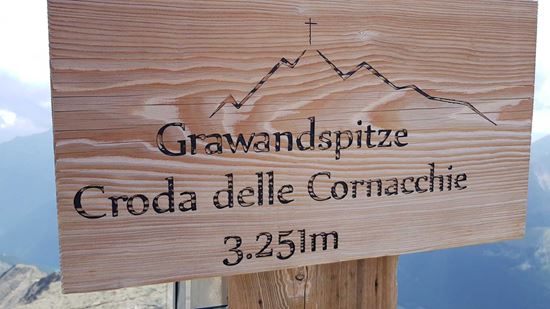 Grawandspitze
Croda delle Cornacchie
3.251m